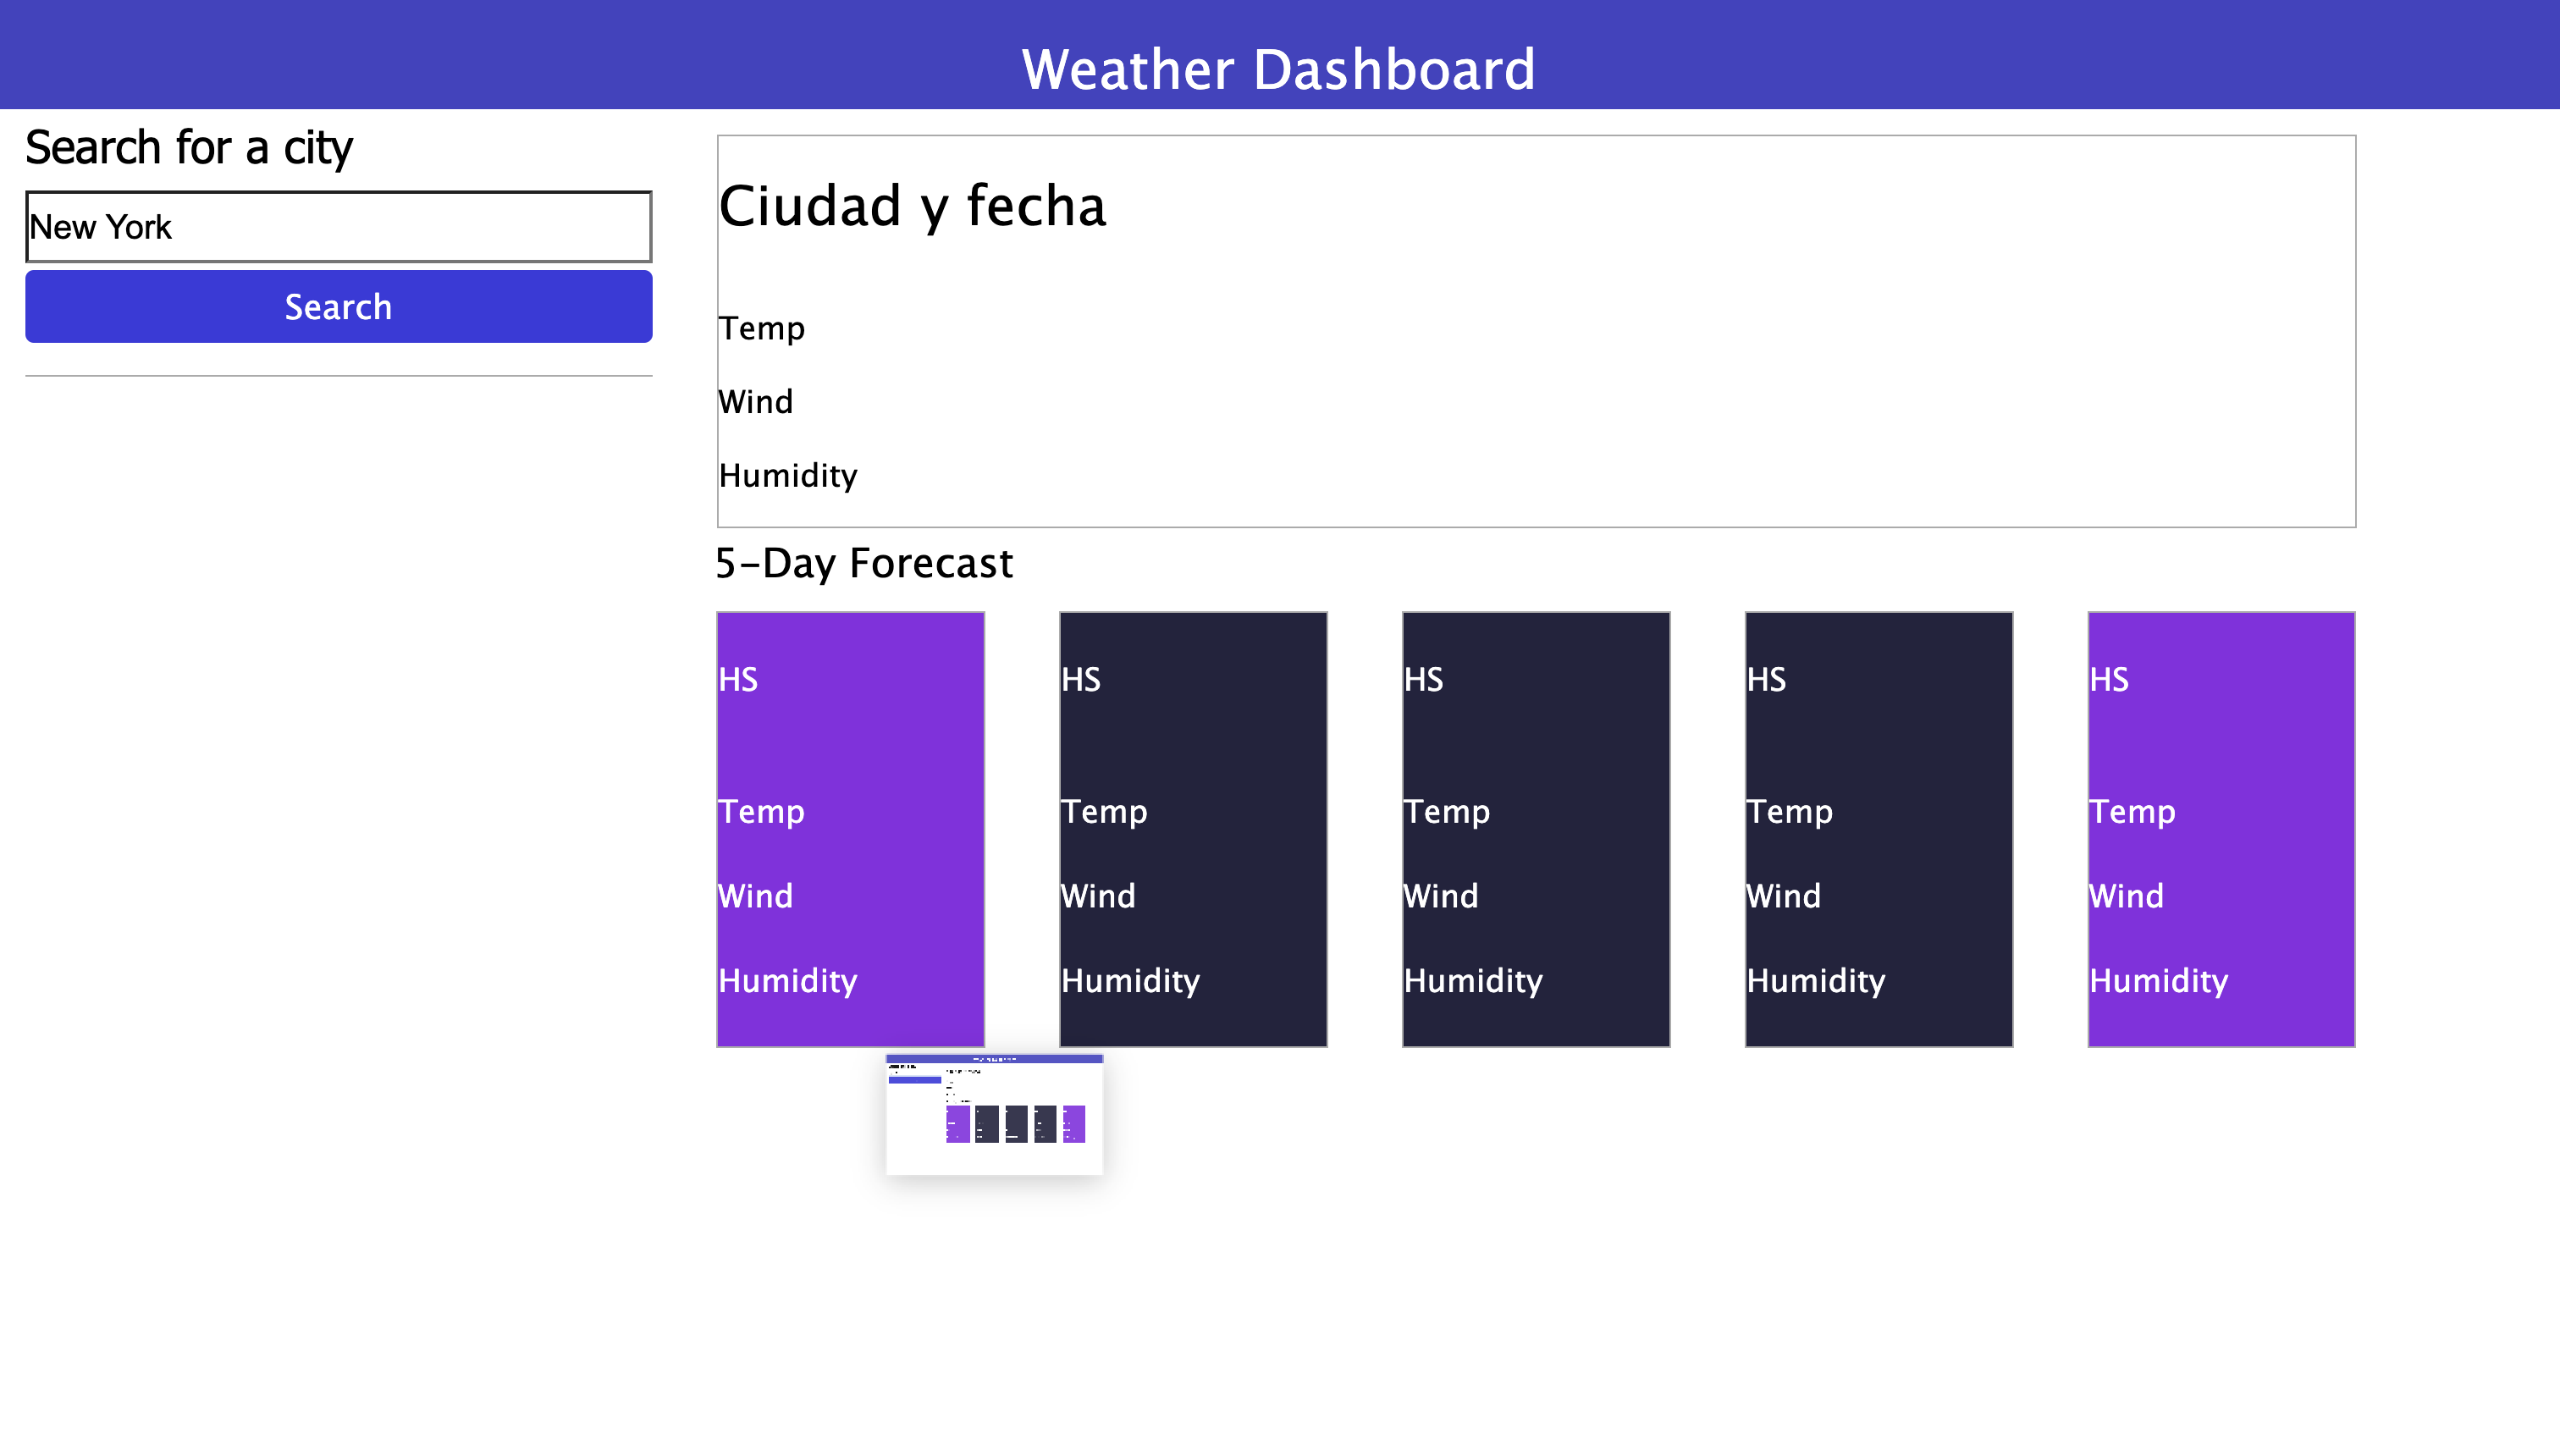 Weather Dashboard
Search for a city
New York
Search
Ciudad y fecha
Temp
Wind
Humidity
5-Day Forecast
HS
Temp
Wind
Humidity
HS
Temp
Wind
Humidity
HS
Temp
Wind
Humidity
HS
Temp
Wind
Humidity
HS
Temp
Wind
Humidity